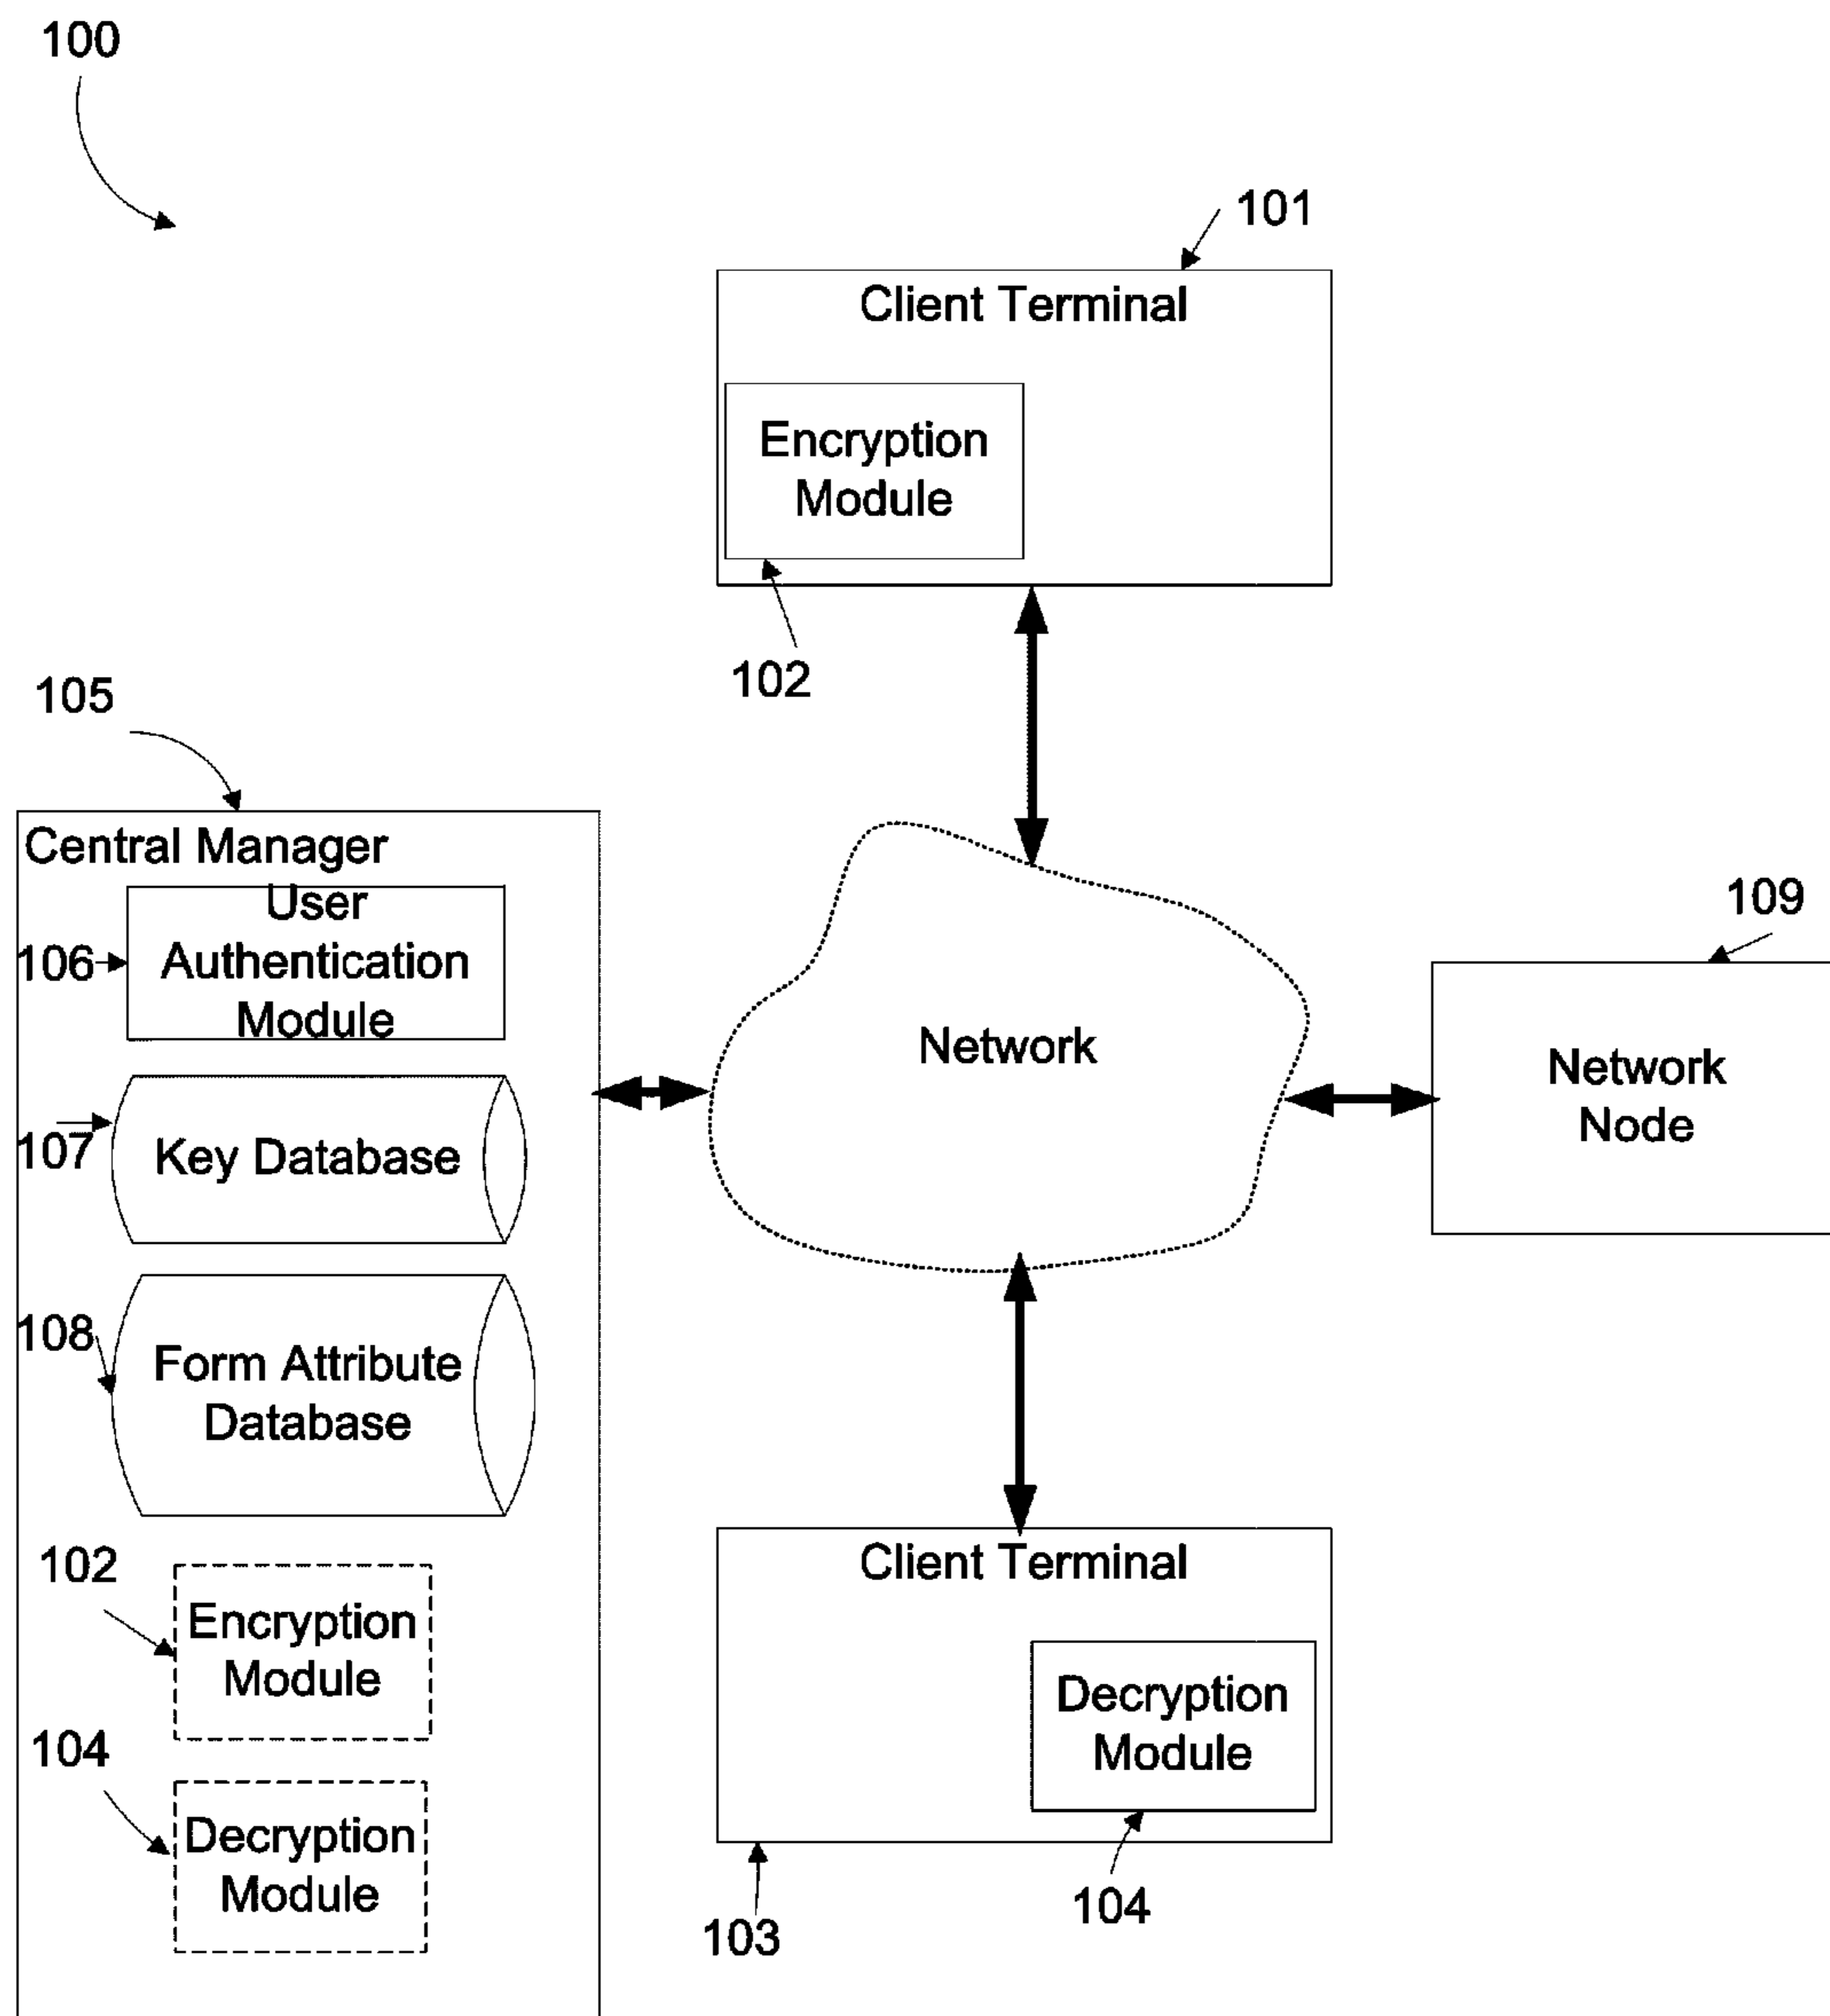 100
101
Client Terminal
Encryption
Module
102
105
Central Manager
User
Authentication
Module
106
107
Key Database
108
Form Attribute
Database
102
Encryption
Module
104
Decryption
Module
Network
109
Network
Node
Client Terminal
Decryption
Module
104
103